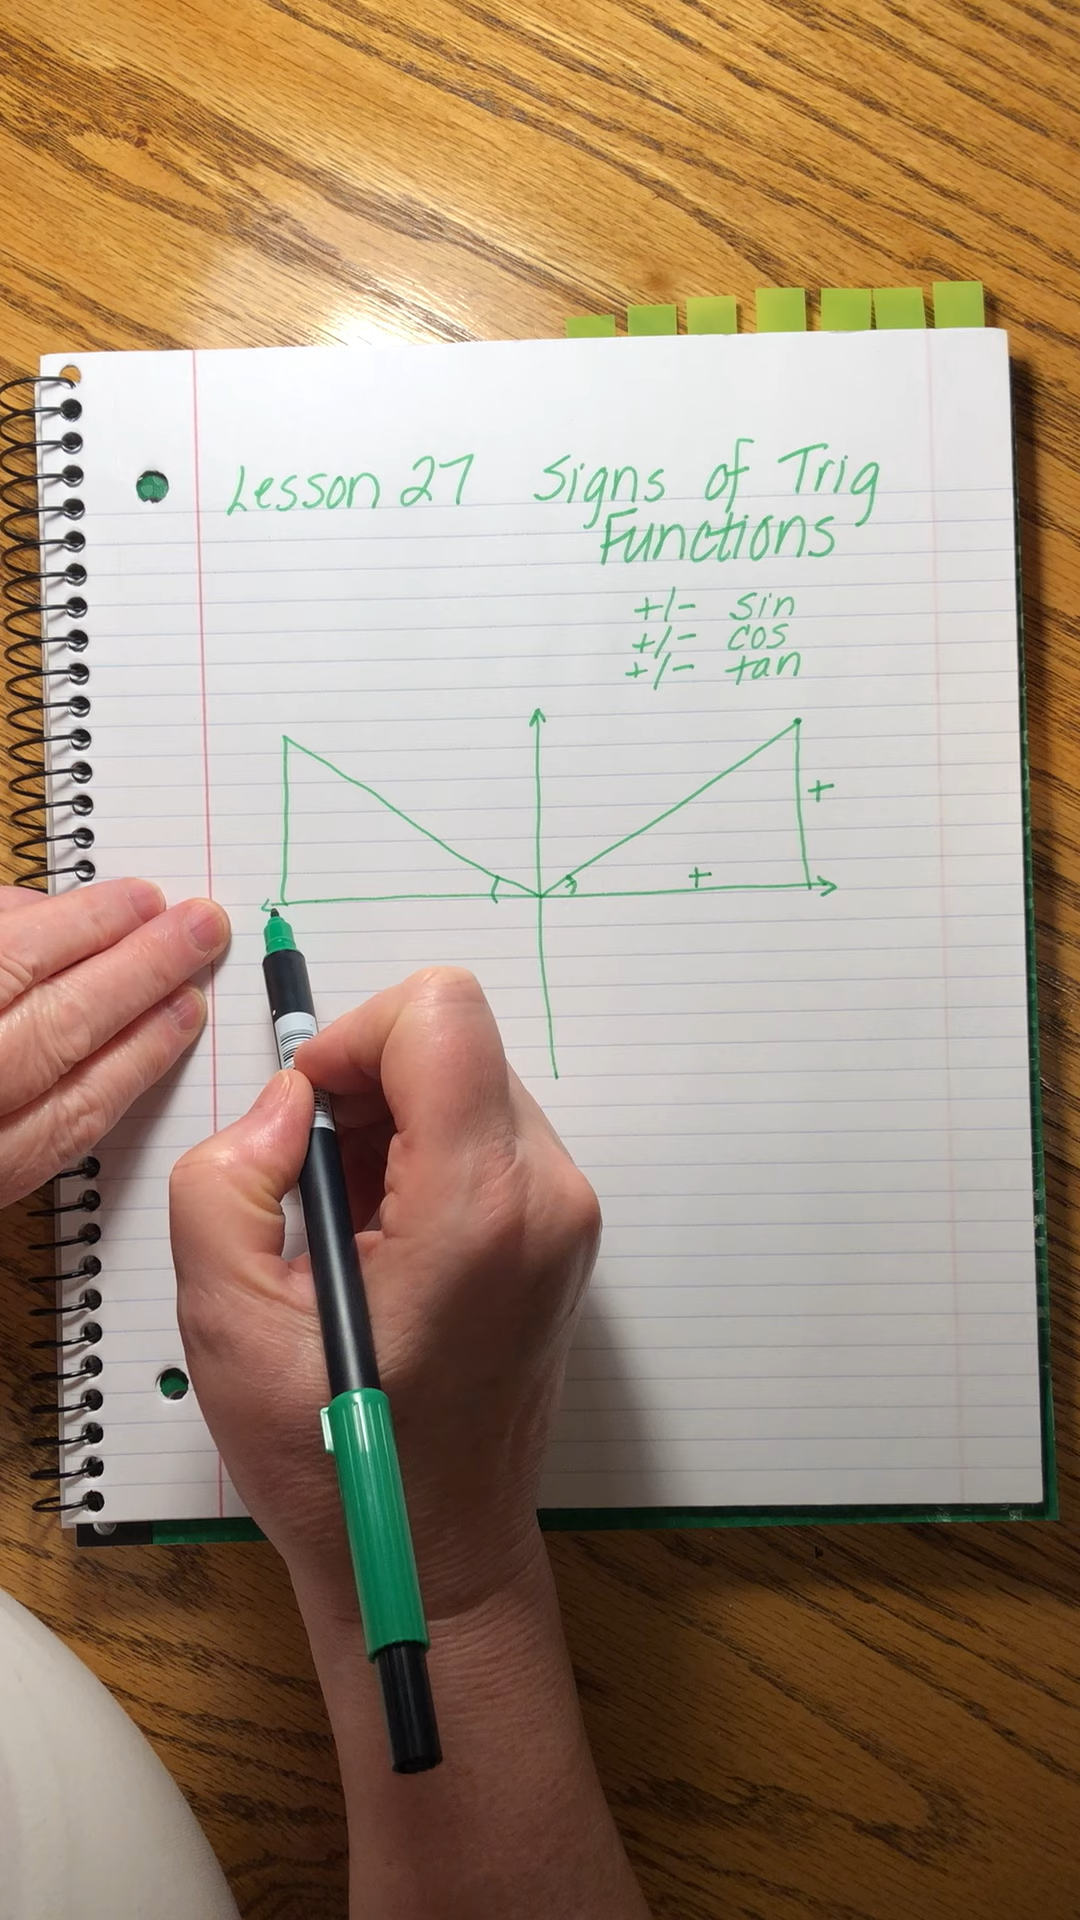 Lesson 27 Signs of Trig
Functions
+/- sin
+/- cos
+/- tan
+
+